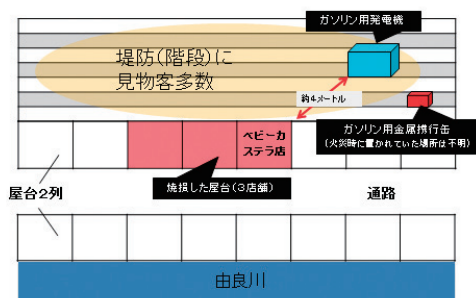 ガソリン用発電機
堤防(階段)に
見物客多数
約4メートル
ベビーカ
ステラ店
ガソリン用金属携行缶
(火災時に置かれていた場所は不明)
焼損した屋台(3店舗)
屋台2列
通路
由良川